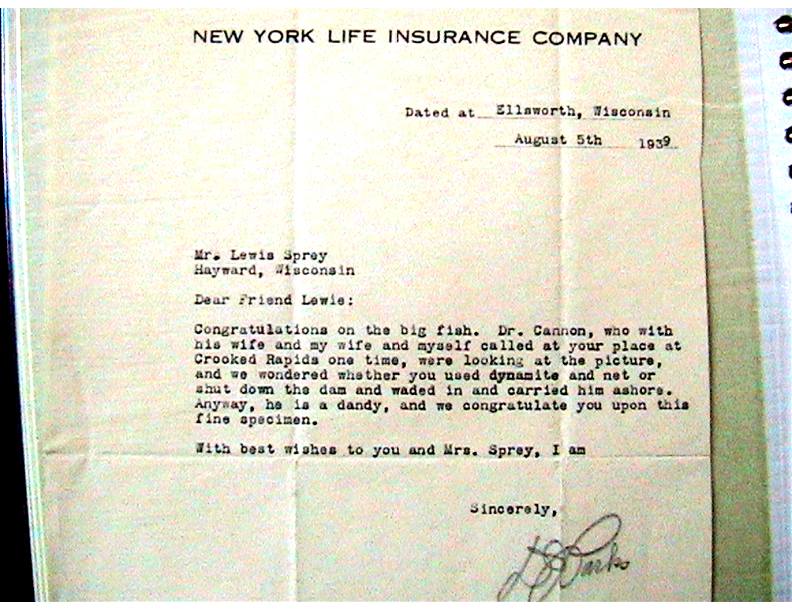 NEW YORK LIFE INSURANCE COMPANY
Dated at Ellsworth, Wisconsin
August 5th 1939
Mr. Lewis Sprey
Hayward, Wisconsin
Dear Friend Lewie:
Congratulations on the big fish. Dr. Cannon, who with
his wife and my wife and myself called at your place at
Crooked Rapids one time, were looking at the picture,
and we wondered whether you used dynamite and net or
shut down the dam and waded in and carried him ashore.
Anyway, he is a dandy, and we congratulate you upon this
fine specimen.
With best wishes to you and Mrs. Sprey, I am
Sincerely,
Parks